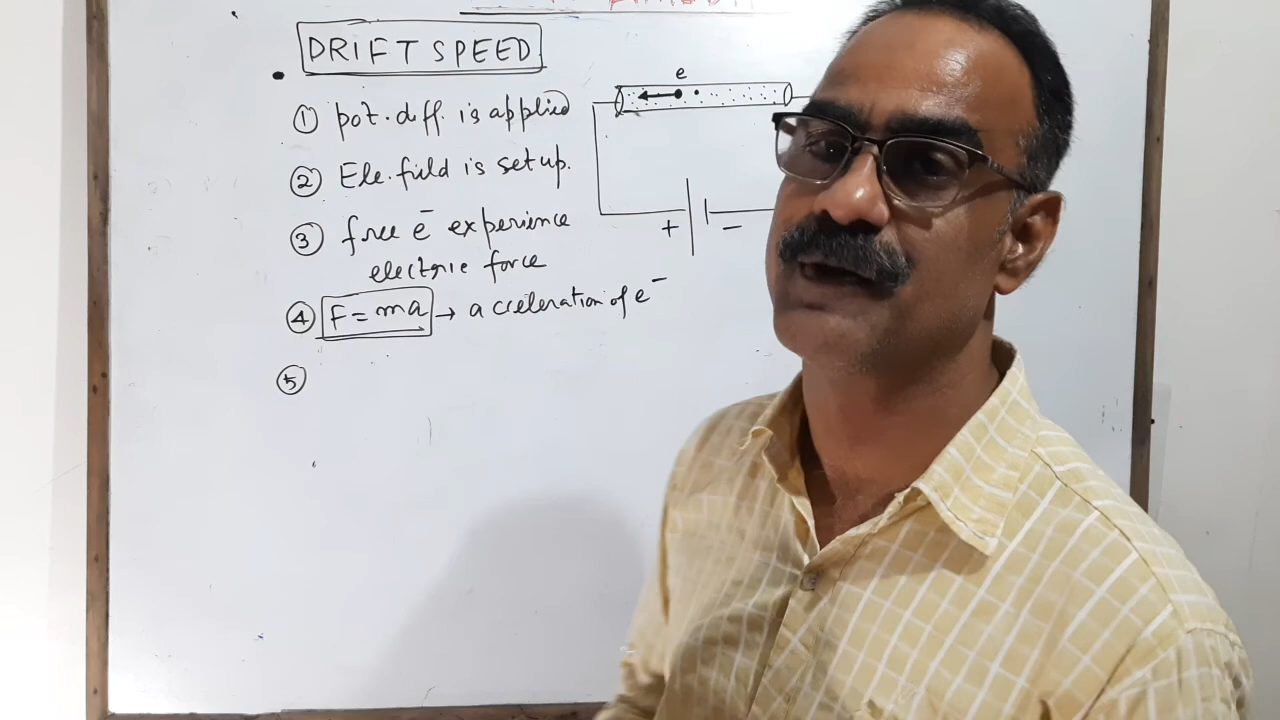 DRIFT SPEED
e
① pot. diff. is applied
② Ele. field is set up.
+ −
③ free e̅ experience
electric force
④ F = ma → acceleration of e⁻
⑤